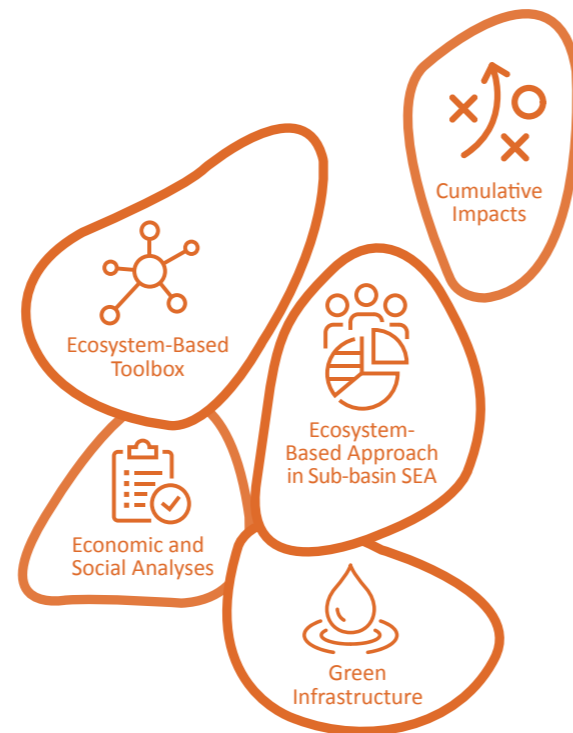 Cumulative
Impacts
Ecosystem-Based
Toolbox
Ecosystem-
Based Approach
in Sub-basin SEA
Economic and
Social Analyses
Green
Infrastructure